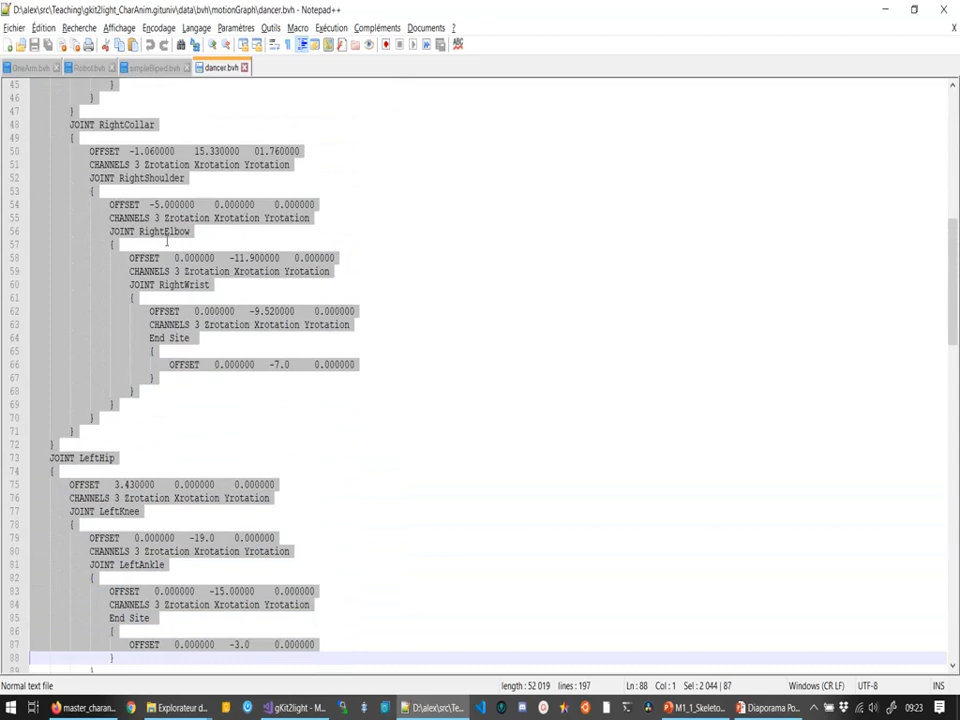 D:\alex\src\Teaching\gkit2light_CharAnim.gituniv\data\bvh\motionGraph\dancer.bvh - Notepad++
Fichier Édition Recherche Affichage Encodage Langage Paramètres Outils Macro Exécution Compléments Documents ?
X
OneArm.bvh Robot.bvh simpleBiped.bvh dancer.bvh
45 }
46 }
47 }
48 JOINT RightCollar
49 {
50 OFFSET -1.060000 15.330000 01.760000
51 CHANNELS 3 Zrotation Xrotation Yrotation
52 JOINT RightShoulder
53 {
54 OFFSET -5.000000 0.000000 0.000000
55 CHANNELS 3 Zrotation Xrotation Yrotation
56 JOINT RightElbow
57 {
58 OFFSET 0.000000 -11.900000 0.000000
59 CHANNELS 3 Zrotation Xrotation Yrotation
60 JOINT RightWrist
61 {
62 OFFSET 0.000000 -9.520000 0.000000
63 CHANNELS 3 Zrotation Xrotation Yrotation
64 End Site
65 {
66 OFFSET 0.000000 -7.0 0.000000
67 }
68 }
69 }
70 }
71 }
72 }
73 JOINT LeftHip
74 {
75 OFFSET 3.430000 0.000000 0.000000
76 CHANNELS 3 Zrotation Xrotation Yrotation
77 JOINT LeftKnee
78 {
79 OFFSET 0.000000 -19.0 0.000000
80 CHANNELS 3 Zrotation Xrotation Yrotation
81 JOINT LeftAnkle
82 {
83 OFFSET 0.000000 -15.00000 0.000000
84 CHANNELS 3 Zrotation Xrotation Yrotation
85 End Site
86 {
87 OFFSET 0.000000 -3.0 0.000000
88 }
89 }
Normal text file length : 52 019 lines : 197 Ln : 88 Col : 1 Sel : 2 044 | 87 Windows (CR LF) UTF-8 INS
master_charan... Explorateur d... gKit2light - M... D:\alex\src\Te... M1_1_Skeleto... Diaporama Po... 09:23